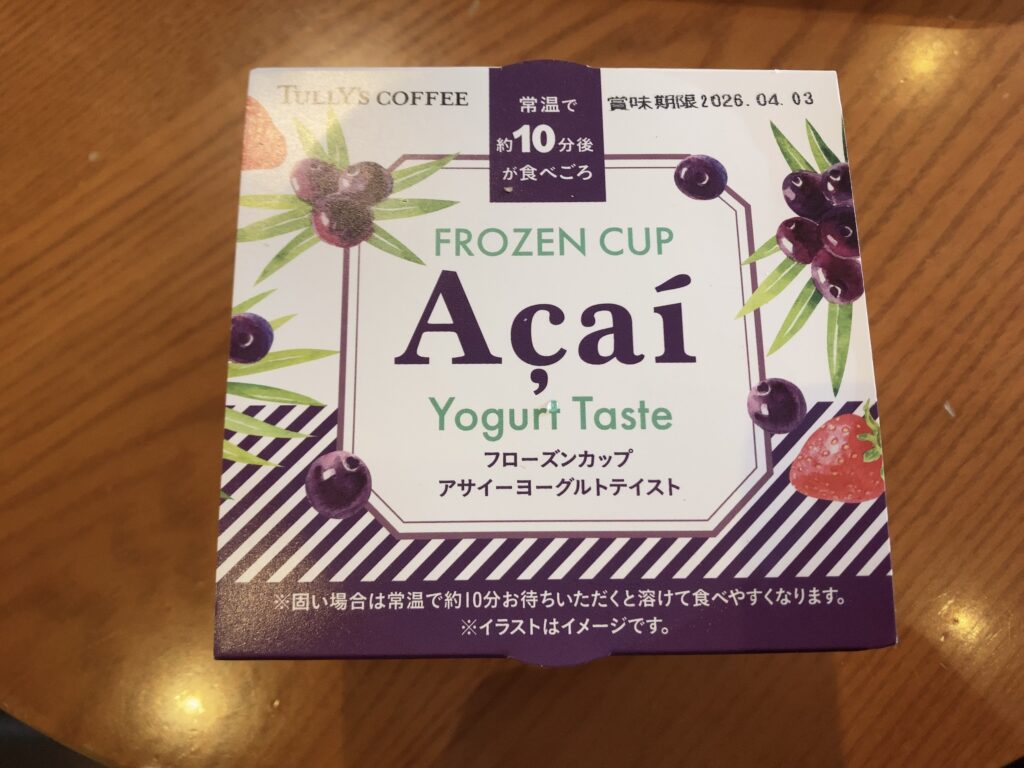 TULLY'S COFFEE
常温で
約10分後
が食べごろ
賞味期限2026.04.03
FROZEN CUP
Açaí
Yogurt Taste
フローズンカップ
アサイーヨーグルトテイスト
※固い場合は常温で約10分お待ちいただくと溶けて食べやすくなります。
※イラストはイメージです。